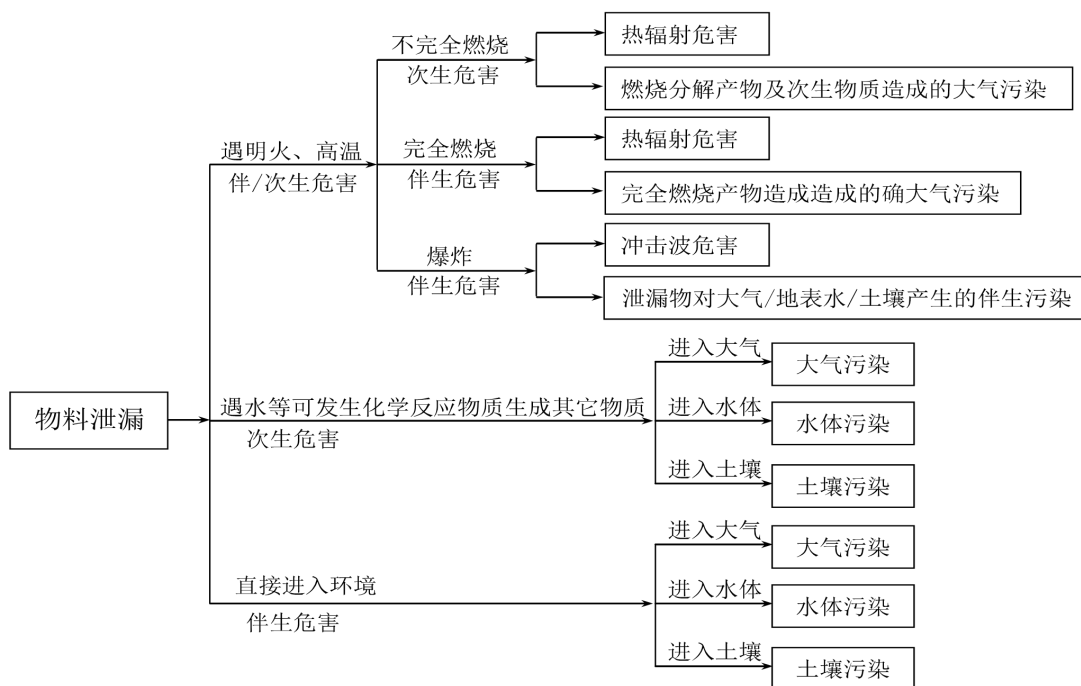 不完全燃烧
次生危害
热辐射危害
燃烧分解产物及次生物质造成的大气污染
遇明火、高温
伴/次生危害
完全燃烧
伴生危害
热辐射危害
完全燃烧产物造成造成的确大气污染
爆炸
伴生危害
冲击波危害
泄漏物对大气/地表水/土壤产生的伴生污染
物料泄漏
遇水等可发生化学反应物质生成其它物质
次生危害
进入大气
大气污染
进入水体
水体污染
进入土壤
土壤污染
直接进入环境
伴生危害
进入大气
大气污染
进入水体
水体污染
进入土壤
土壤污染